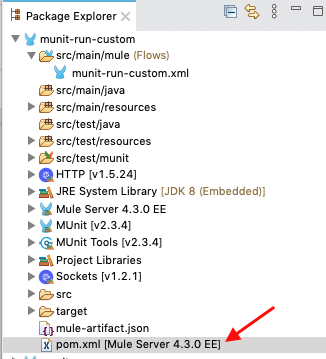 Package Explorer
munit-run-custom
src/main/mule (Flows)
munit-run-custom.xml
src/main/java
src/main/resources
src/test/java
src/test/resources
src/test/munit
HTTP [v1.5.24]
JRE System Library [JDK 8 (Embedded)]
Mule Server 4.3.0 EE
MUnit [v2.3.4]
MUnit Tools [v2.3.4]
Project Libraries
Sockets [v1.2.1]
src
target
mule-artifact.json
pom.xml [Mule Server 4.3.0 EE]